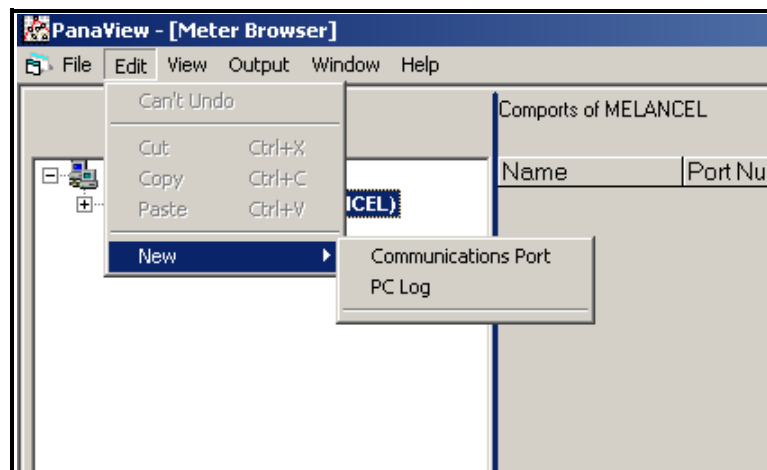 PanaView - [Meter Browser]
File Edit View Output Window Help
Can't Undo
Cut Ctrl+X
Copy Ctrl+C
Paste Ctrl+V
New
Communications Port
PC Log
ICEL)
Comports of MELANCEL
Name Port Nu